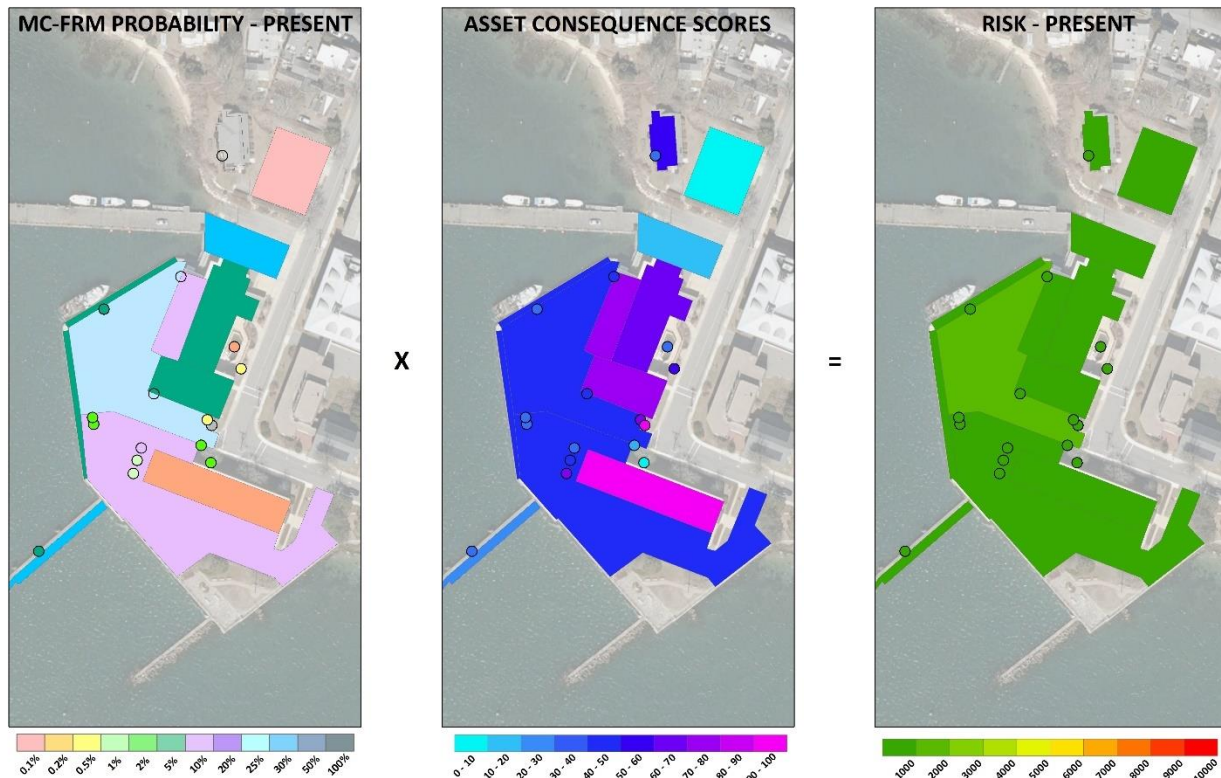 MC-FRM PROBABILITY - PRESENT
ASSET CONSEQUENCE SCORES
RISK - PRESENT
X
=
0.1%
0.2%
0.5%
1%
2%
5%
10%
20%
25%
30%
50%
100%
0 - 10
10 - 20
20 - 30
30 - 40
40 - 50
50 - 60
60 - 70
70 - 80
80 - 90
90 - 100
1000
2000
3000
4000
5000
6000
7000
8000
9000
10000